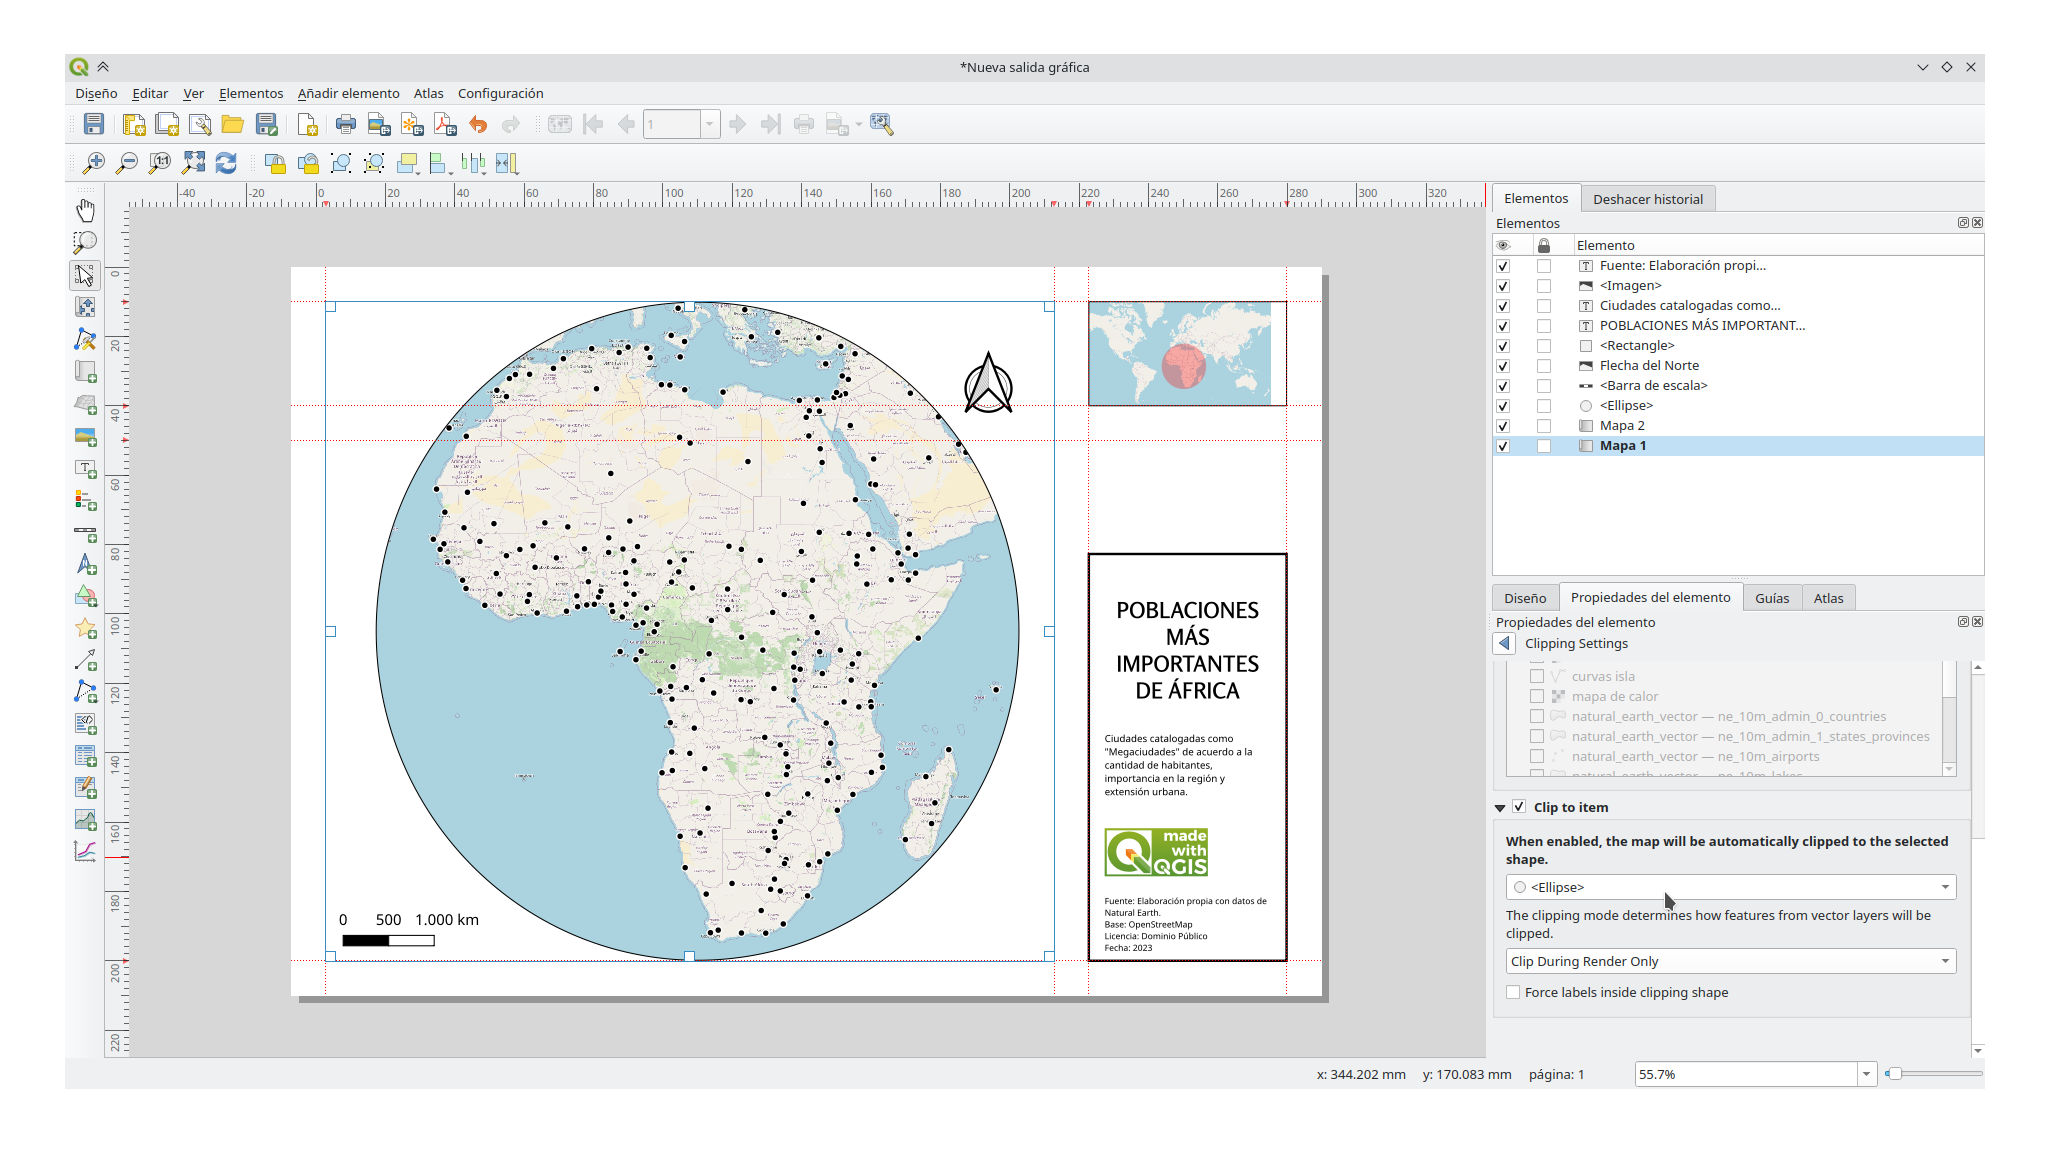 *Nueva salida gráfica
Diseño Editar Ver Elementos Añadir elemento Atlas Configuración
1
1:1
-40 -20 0 20 40 60 80 100 120 140 160 180 200 220 240 260 280 300 320
0
20
40
60
80
100
120
140
160
180
200
220
0 500 1.000 km
POBLACIONES
MÁS
IMPORTANTES
DE ÁFRICA
Ciudades catalogadas como
"Megaciudades" de acuerdo a la
cantidad de habitantes,
importancia en la región y
extensión urbana.
made
with
QGIS
Fuente: Elaboración propia con datos de
Natural Earth.
Base: OpenStreetMap
Licencia: Dominio Público
Fecha: 2023
Elementos Deshacer historial
Elementos
Elemento
Fuente: Elaboración propi...
<Imagen>
Ciudades catalogadas como...
POBLACIONES MÁS IMPORTANT...
<Rectangle>
Flecha del Norte
<Barra de escala>
<Ellipse>
Mapa 2
Mapa 1
Diseño Propiedades del elemento Guías Atlas
Propiedades del elemento
Clipping Settings
curvas isla
mapa de calor
natural_earth_vector — ne_10m_admin_0_countries
natural_earth_vector — ne_10m_admin_1_states_provinces
natural_earth_vector — ne_10m_airports
natural_earth_vector — ne_10m_lakes
Clip to item
When enabled, the map will be automatically clipped to the selected
shape.
<Ellipse>
The clipping mode determines how features from vector layers will be
clipped.
Clip During Render Only
Force labels inside clipping shape
x: 344.202 mm y: 170.083 mm página: 1 55.7%